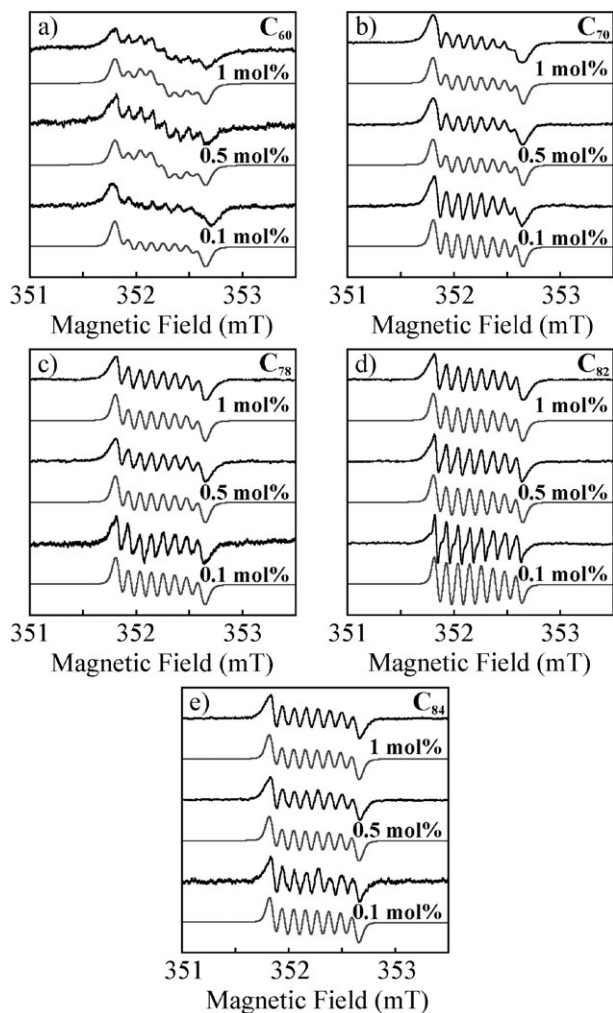 a) C₆₀
1 mol%
0.5 mol%
0.1 mol%
351 352 353
Magnetic Field (mT)
b) C₇₀
1 mol%
0.5 mol%
0.1 mol%
351 352 353
Magnetic Field (mT)
c) C₇₈
1 mol%
0.5 mol%
0.1 mol%
351 352 353
Magnetic Field (mT)
d) C₈₂
1 mol%
0.5 mol%
0.1 mol%
351 352 353
Magnetic Field (mT)
e) C₈₄
1 mol%
0.5 mol%
0.1 mol%
351 352 353
Magnetic Field (mT)